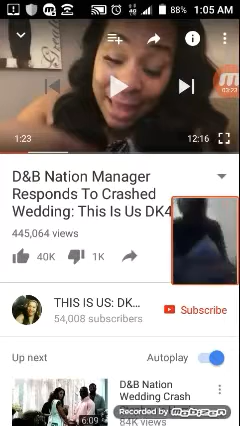 88% 1:05 AM
03:23
1:23
12:16
D&B Nation Manager
Responds To Crashed
Wedding: This Is Us DK4
445,064 views
40K
1K
THIS IS US: DK...
54,008 subscribers
Subscribe
Up next
Autoplay
6:09
D&B Nation
Wedding Crash
84K views
Recorded by Mobizen